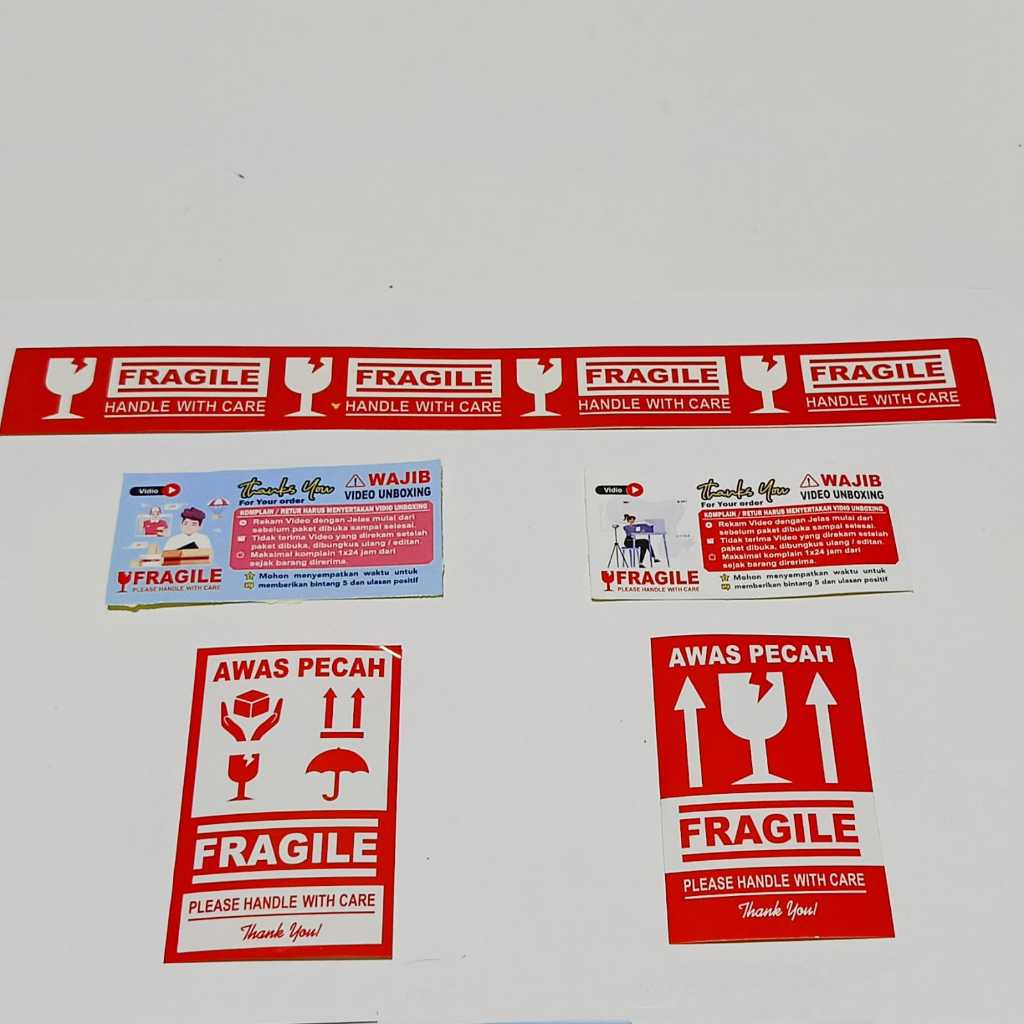 FRAGILE
HANDLE WITH CARE
FRAGILE
HANDLE WITH CARE
FRAGILE
HANDLE WITH CARE
FRAGILE
HANDLE WITH CARE
Vidio
Thanks You
For Your order
WAJIB
VIDEO UNBOXING
KOMPLAIN / RETUR HARUS MENYERTAKAN VIDIO UNBOXING
Rekam Video dengan Jelas mulai dari
sebelum paket dibuka sampai selesai.
Tidak terima Video yang direkam setelah
paket dibuka, dibungkus ulang / editan.
Maksimal komplain 1x24 jam dari
sejak barang direrima.
FRAGILE
PLEASE HANDLE WITH CARE
Mohon menyempatkan waktu untuk
memberikan bintang 5 dan ulasan positif
Vidio
Thanks You
For Your order
WAJIB
VIDEO UNBOXING
KOMPLAIN / RETUR HARUS MENYERTAKAN VIDIO UNBOXING
Rekam Video dengan Jelas mulai dari
sebelum paket dibuka sampai selesai.
Tidak terima Video yang direkam setelah
paket dibuka, dibungkus ulang / editan.
Maksimal komplain 1x24 jam dari
sejak barang direrima.
FRAGILE
PLEASE HANDLE WITH CARE
Mohon menyempatkan waktu untuk
memberikan bintang 5 dan ulasan positif
AWAS PECAH
FRAGILE
PLEASE HANDLE WITH CARE
Thank You!
AWAS PECAH
FRAGILE
PLEASE HANDLE WITH CARE
Thank You!